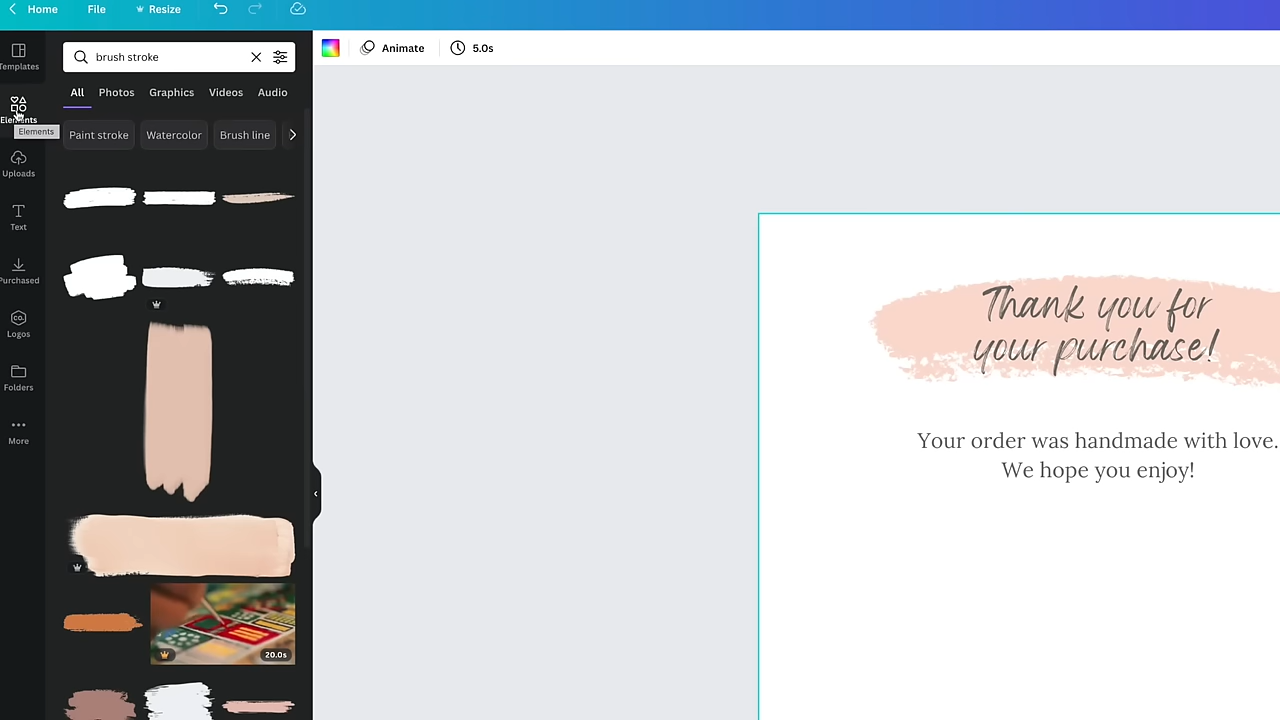 Home File Resize
Templates
brush stroke
Animate 5.0s
All Photos Graphics Videos Audio
Elements
Elements
Paint stroke Watercolor Brush line
Uploads
Text
Purchased
CO.
Logos
Folders
More
20.0s
Thank you for
your purchase!
Your order was handmade with love.
We hope you enjoy!